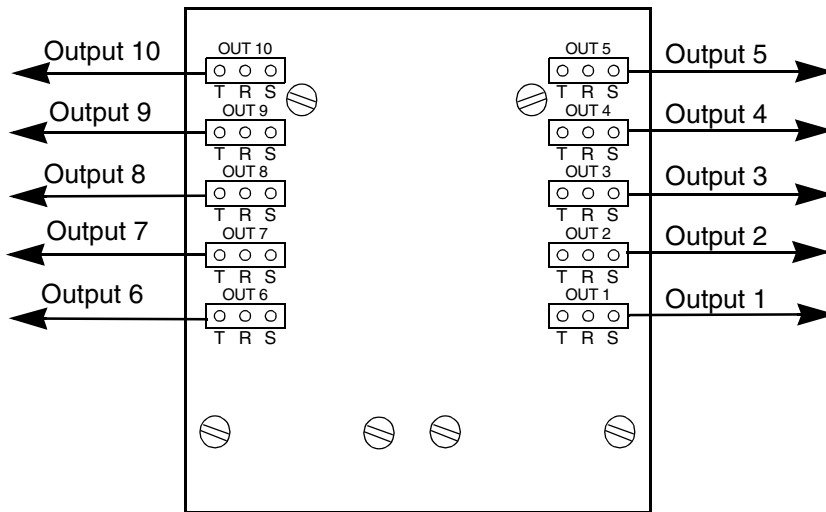 Output 10
OUT 10
T R S
Output 9
OUT 9
T R S
Output 8
OUT 8
T R S
Output 7
OUT 7
T R S
Output 6
OUT 6
T R S
OUT 5
Output 5
T R S
OUT 4
Output 4
T R S
OUT 3
Output 3
T R S
OUT 2
Output 2
T R S
OUT 1
Output 1
T R S